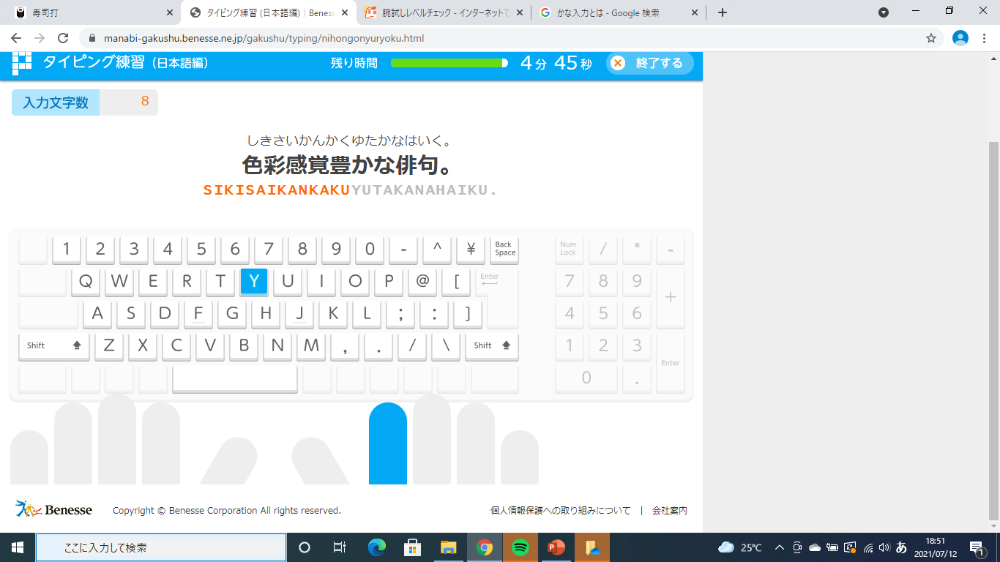 寿司打
タイピング練習 (日本語編)｜Beness
腕試しレベルチェック - インターネットで
かな入力とは - Google 検索
manabi-gakushu.benesse.ne.jp/gakushu/typing/nihongonyuryoku.html
タイピング練習（日本語編） 残り時間 4分 45秒 終了する
入力文字数 8
しきさいかんかくゆたかなはいく。
色彩感覚豊かな俳句。
SIKISAIKANKAKUYUTAKANAHAIKU.
1 2 3 4 5 6 7 8 9 0 - ^ ¥ Back Space Num Lock / * -
Q W E R T Y U I O P @ [ Enter 7 8 9 +
A S D F G H J K L ; : ] 4 5 6
Shift Z X C V B N M , . / \ Shift 1 2 3 Enter
0 .
Benesse Copyright © Benesse Corporation All rights reserved. 個人情報保護への取り組みについて | 会社案内
ここに入力して検索 25℃ あ 18:51
2021/07/12 1